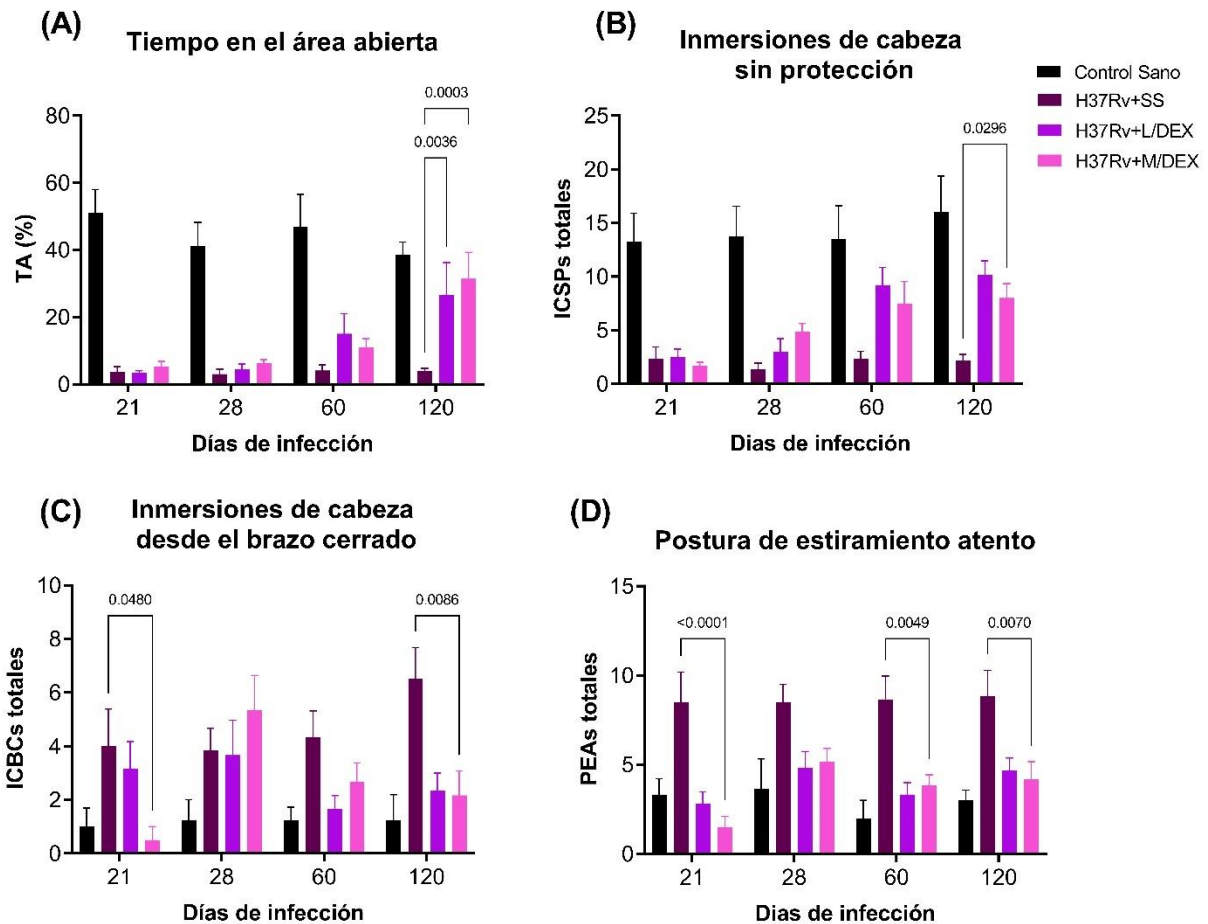 (A)
Tiempo en el área abierta
0.0003
0.0036
80
60
40
20
0
TA (%)
21
28
60
120
Días de infección
(B)
Inmersiones de cabeza
sin protección
0.0296
25
20
15
10
5
0
ICSPs totales
21
28
60
120
Dias de infección
Control Sano
H37Rv+SS
H37Rv+L/DEX
H37Rv+M/DEX
(C)
Inmersiones de cabeza
desde el brazo cerrado
0.0480
0.0086
10
8
6
4
2
0
ICBCs totales
21
28
60
120
Días de infección
(D)
Postura de estiramiento atento
<0.0001
0.0049
0.0070
15
10
5
0
PEAs totales
21
28
60
120
Dias de infección